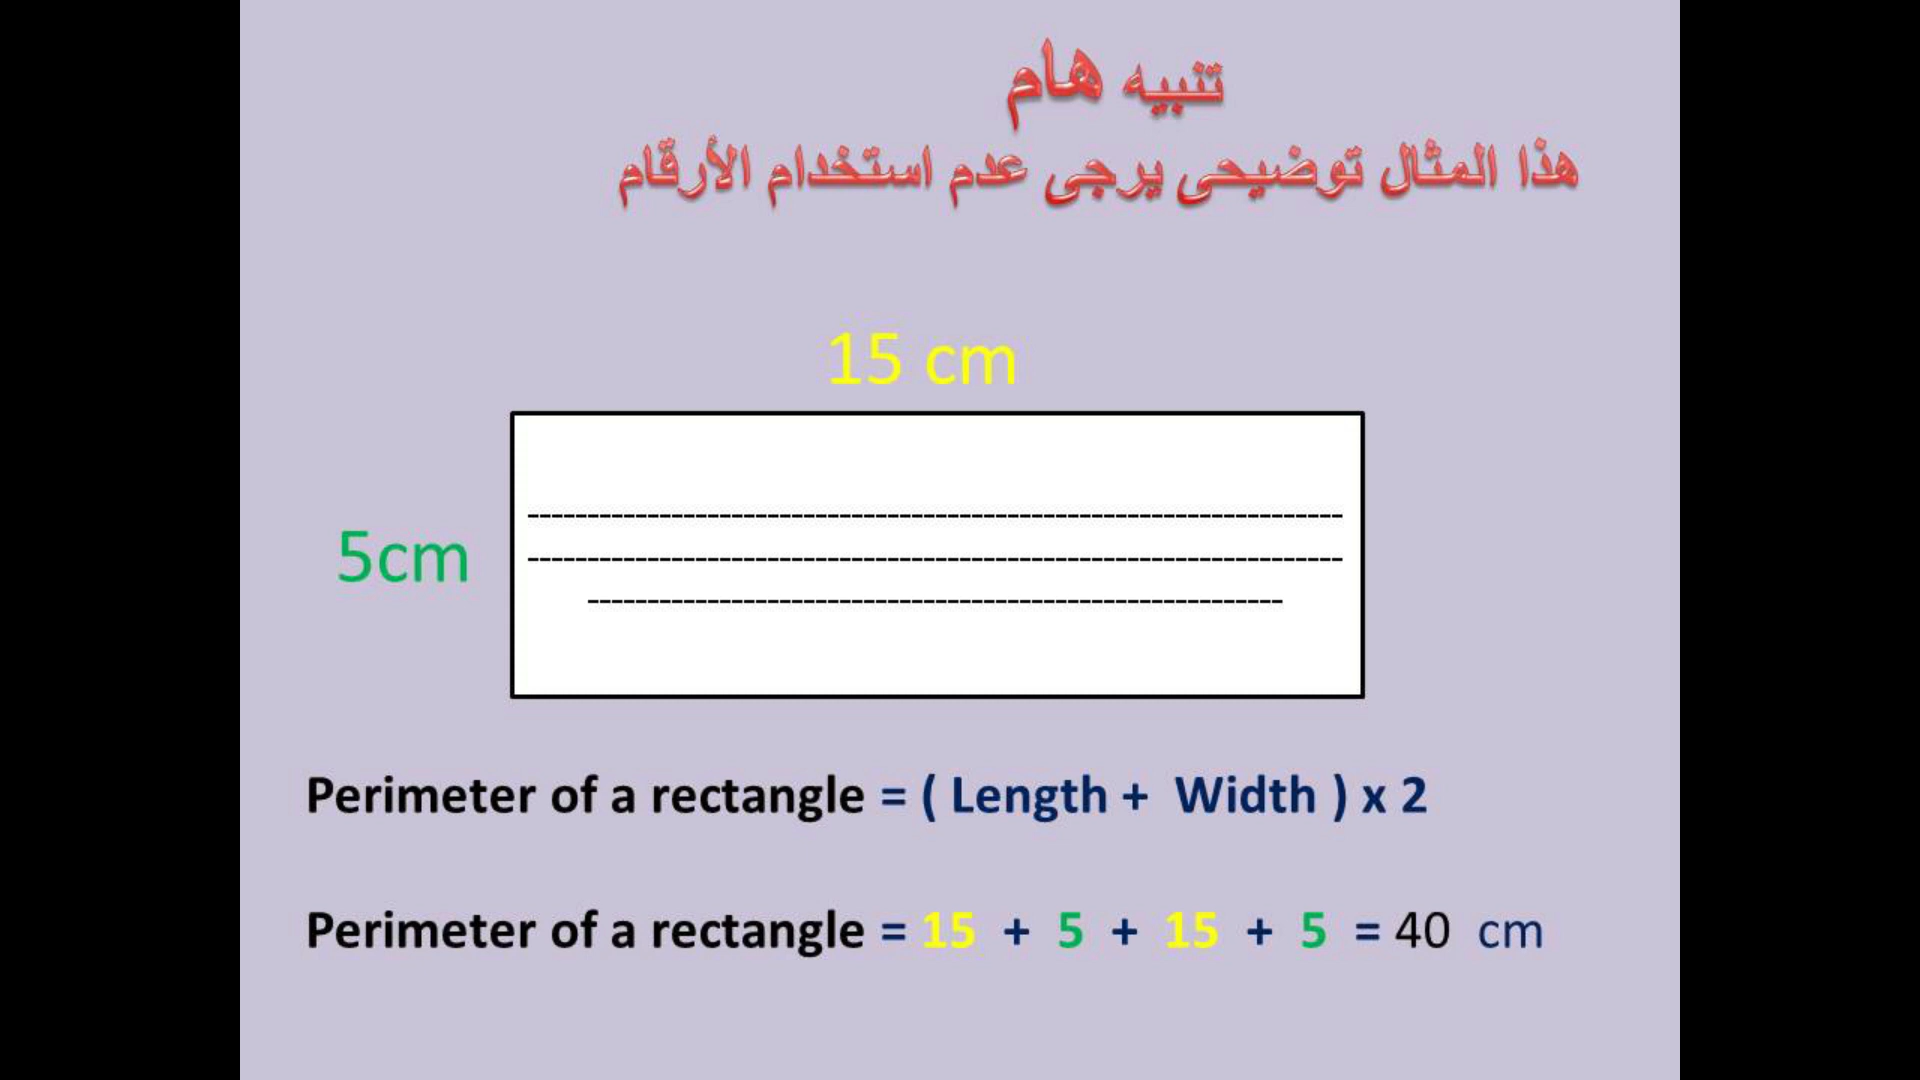 تنبيه هام
هذا المثال توضيحى يرجى عدم استخدام الأرقام
15 cm
5cm
Perimeter of a rectangle = ( Length + Width ) x 2
Perimeter of a rectangle = 15 + 5 + 15 + 5 = 40 cm